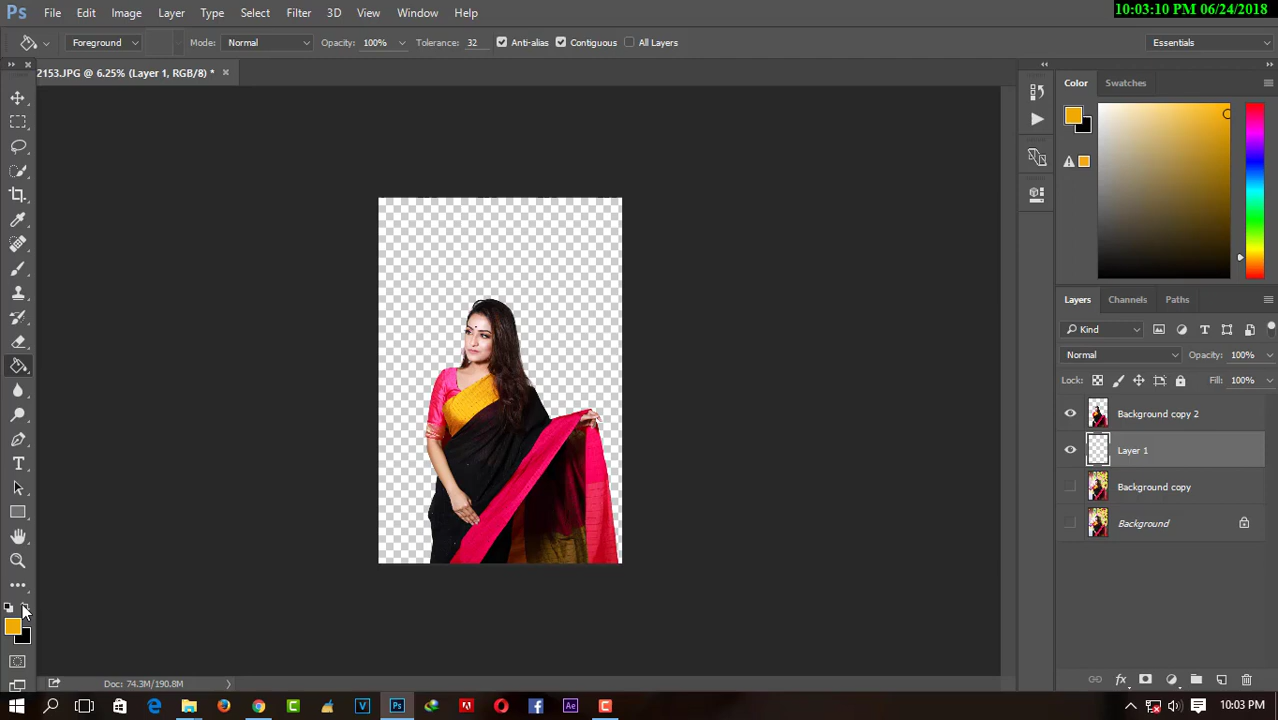 10:03:10 PM 06/24/2018
Ps File Edit Image Layer Type Select Filter 3D View Window Help
Foreground Mode: Normal Opacity: 100% Tolerance: 32 Anti-alias Contiguous All Layers Essentials
2153.JPG @ 6.25% (Layer 1, RGB/8) * ×
Color Swatches
Layers Channels Paths
Kind
Normal Opacity: 100%
Lock: Fill: 100%
Background copy 2
Layer 1
Background copy
Background
Doc: 74.3M/190.8M
10:03 PM